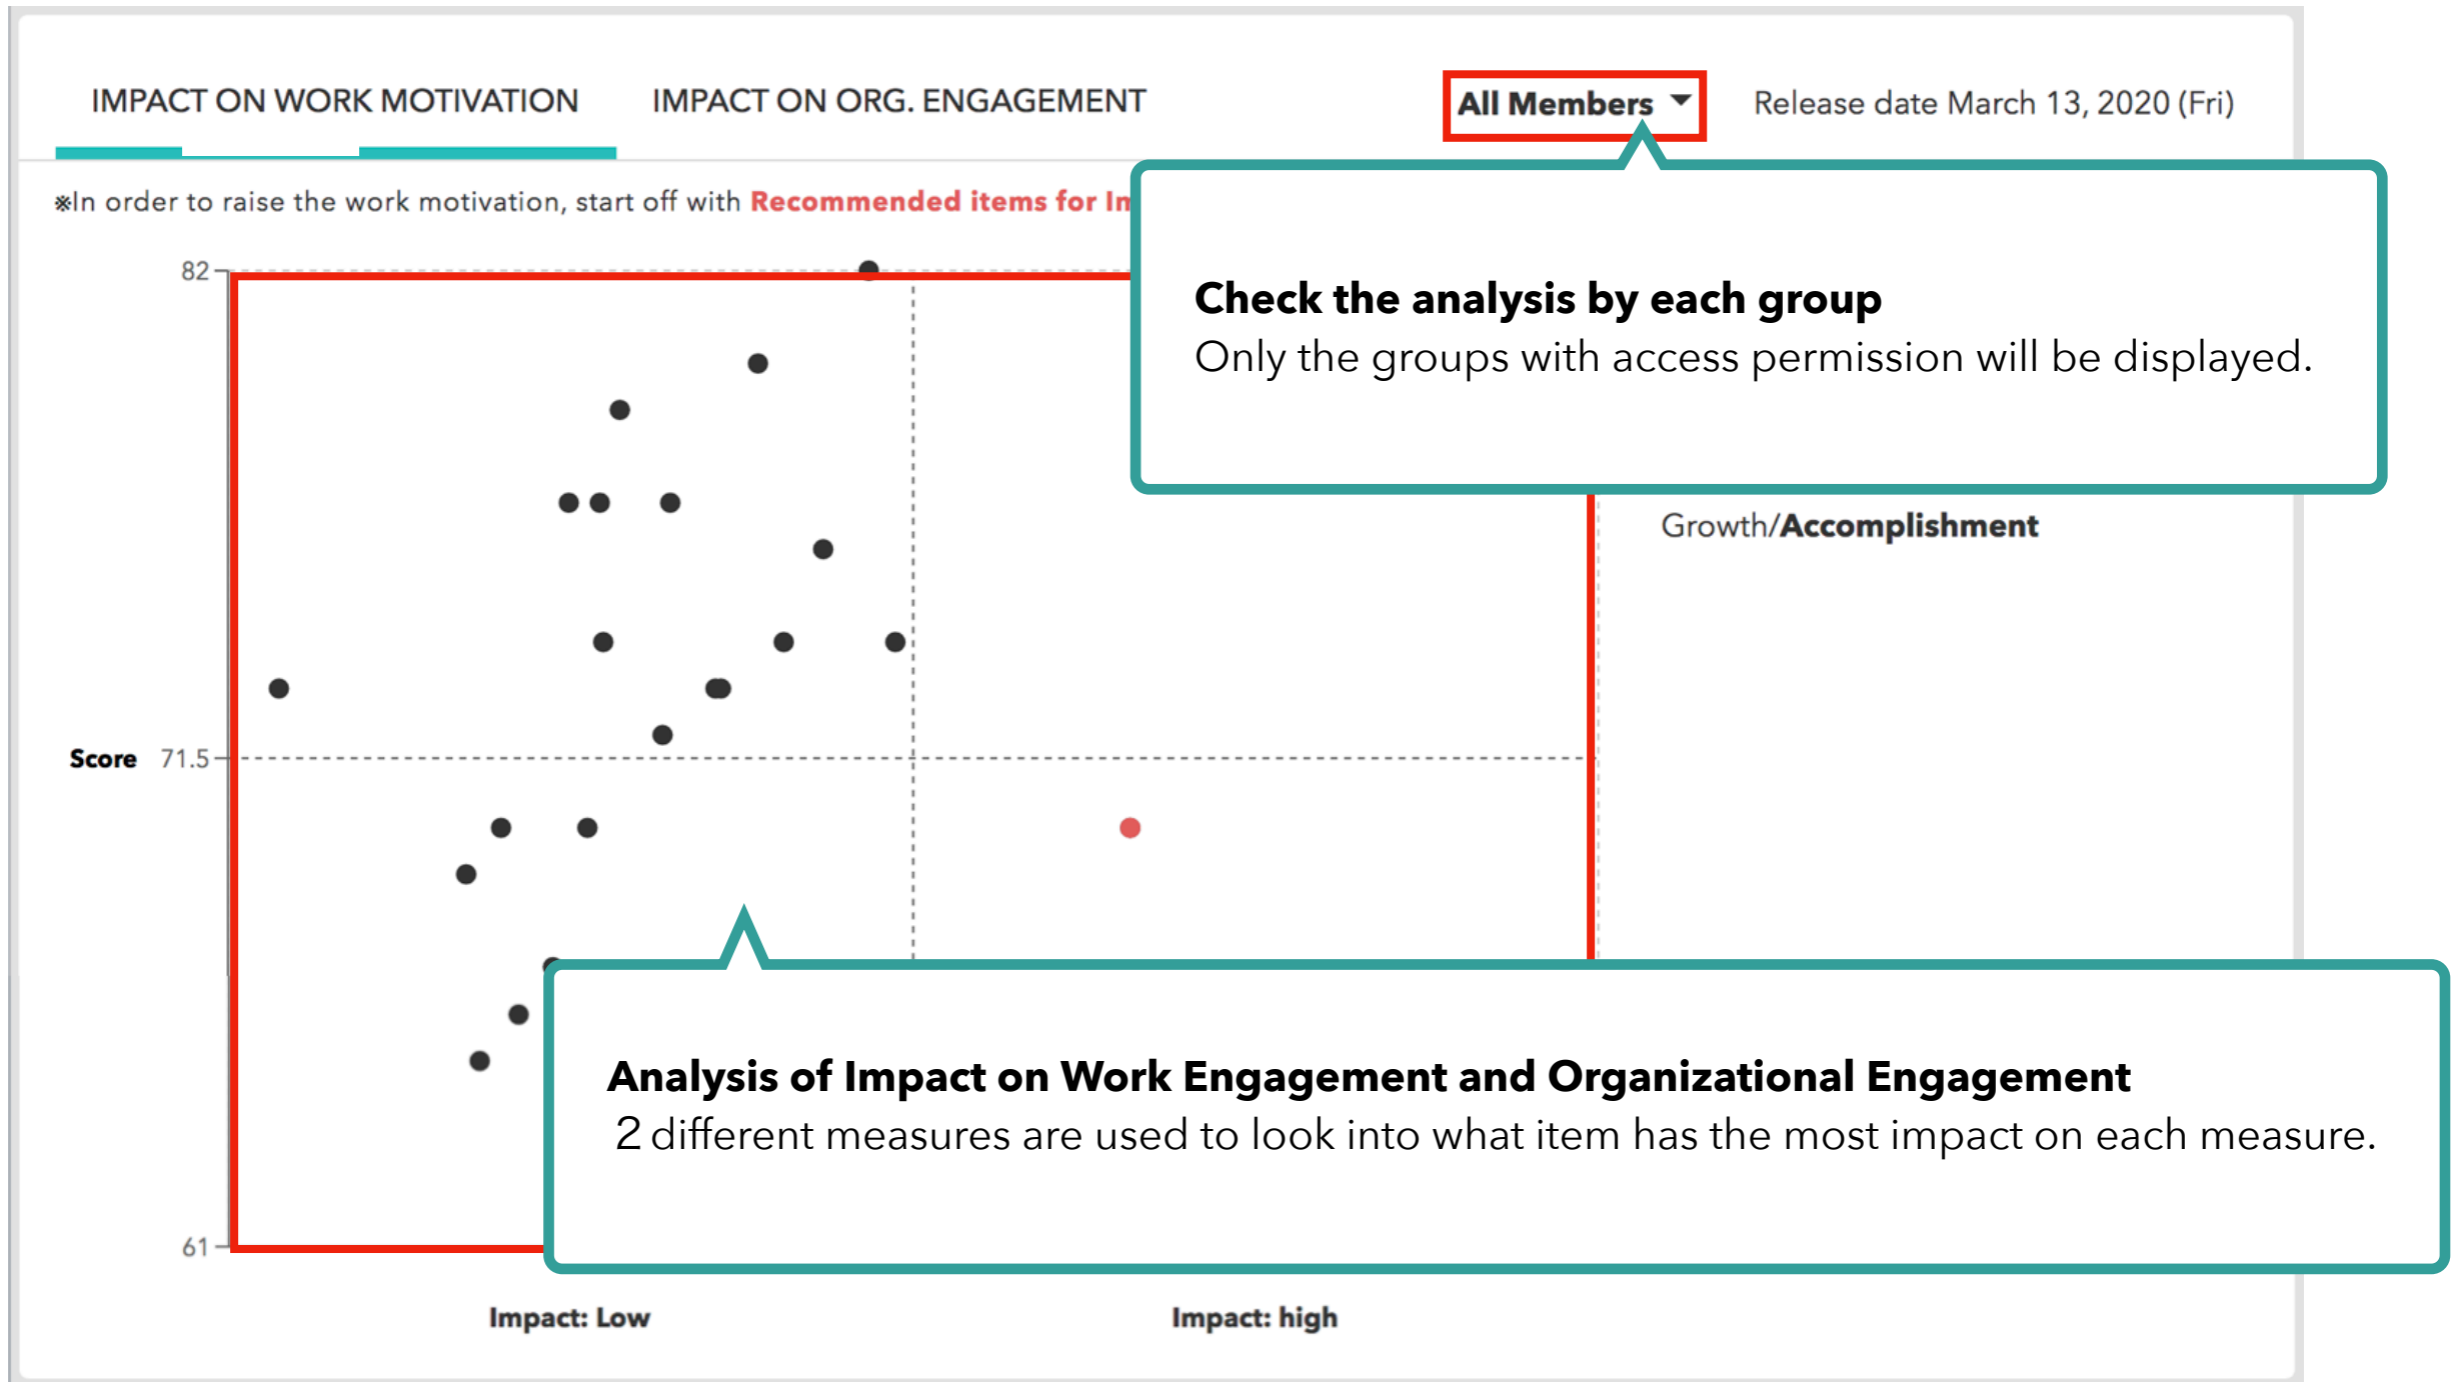 IMPACT ON WORK MOTIVATION
IMPACT ON ORG. ENGAGEMENT
All Members
Release date March 13, 2020 (Fri)
※In order to raise the work motivation, start off with Recommended items for
Check the analysis by each group
Only the groups with access permission will be displayed.
82
Growth/Accomplishment
Score 71.5
Analysis of Impact on Work Engagement and Organizational Engagement
2 different measures are used to look into what item has the most impact on each measure.
61
Impact: Low
Impact: high